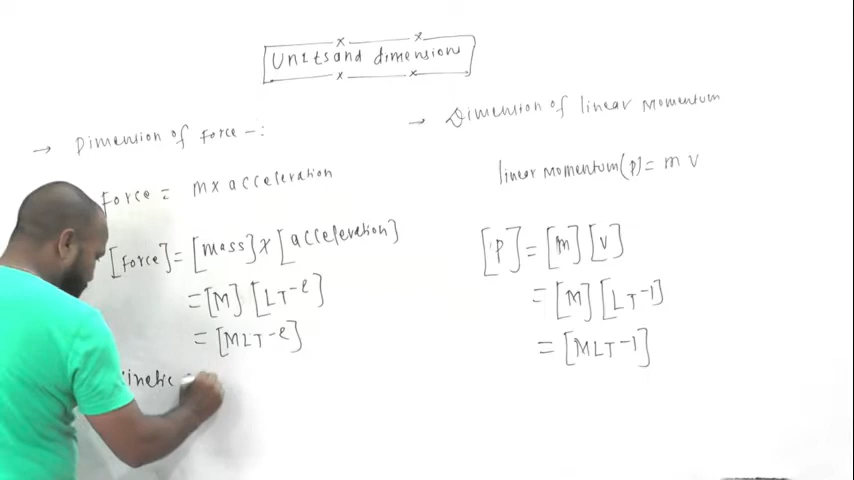 Units and dimension
→ Dimension of Force -:
Force = m x acceleration
[Force] = [mass] x [acceleration]
= [M] [LT-2]
= [MLT-2]
kinetic
→ Dimension of linear Momentum
linear Momentum (p) = m v
[P] = [m] [v]
= [M] [LT-1]
= [MLT-1]